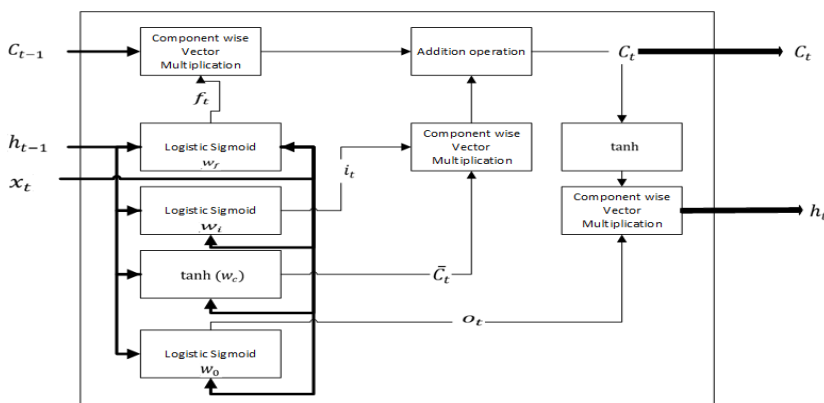 C_{t-1}
Component wise
Vector
Multiplication
Addition operation
C_t
C_t
f_t
h_{t-1}
Logistic Sigmoid
w_f
Component wise
Vector
Multiplication
tanh
x_t
i_t
Logistic Sigmoid
w_i
Component wise
Vector
Multiplication
h_t
tanh (w_c)
C̄_t
o_t
Logistic Sigmoid
w_0